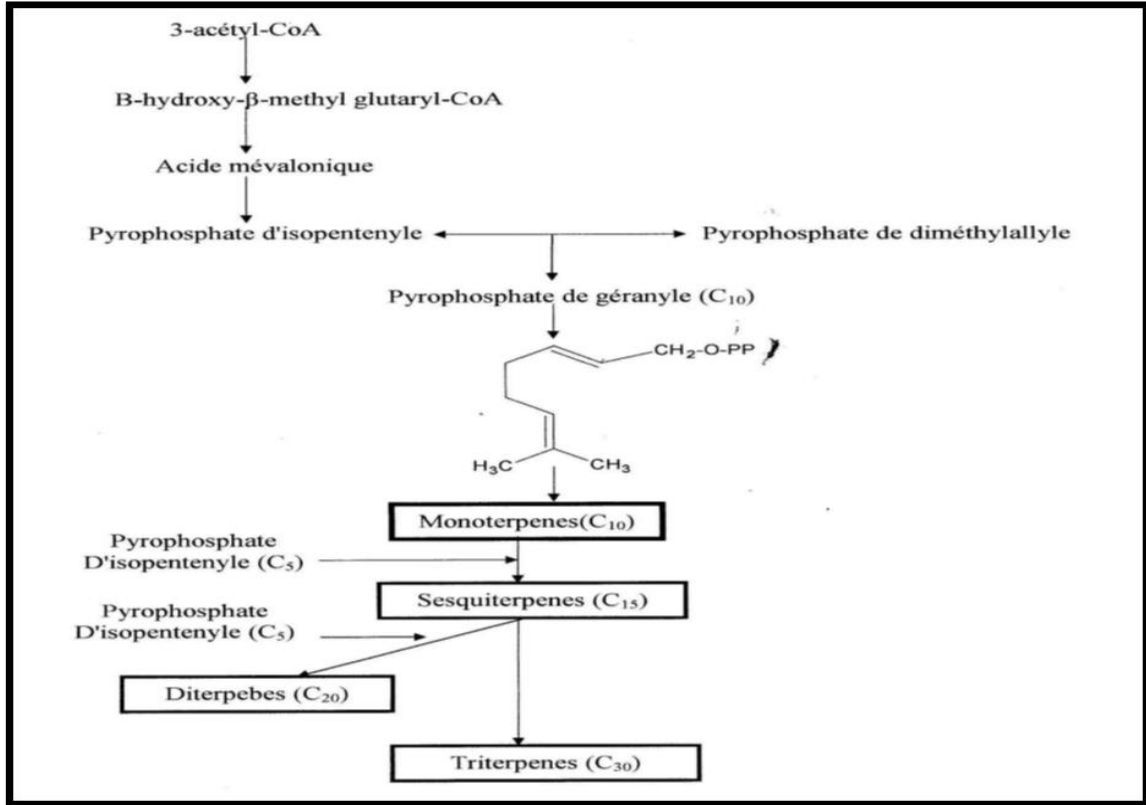 3-acétyl-CoA
B-hydroxy-β-methyl glutaryl-CoA
Acide mévalonique
Pyrophosphate d'isopentenyle
Pyrophosphate de diméthylallyle
Pyrophosphate de géranyle (C₁₀)
CH₂-O-PP
H₃C
CH₃
Monoterpenes(C₁₀)
Pyrophosphate
D'isopentenyle (C₅)
Sesquiterpenes (C₁₅)
Pyrophosphate
D'isopentenyle (C₅)
Diterpebes (C₂₀)
Triterpenes (C₃₀)